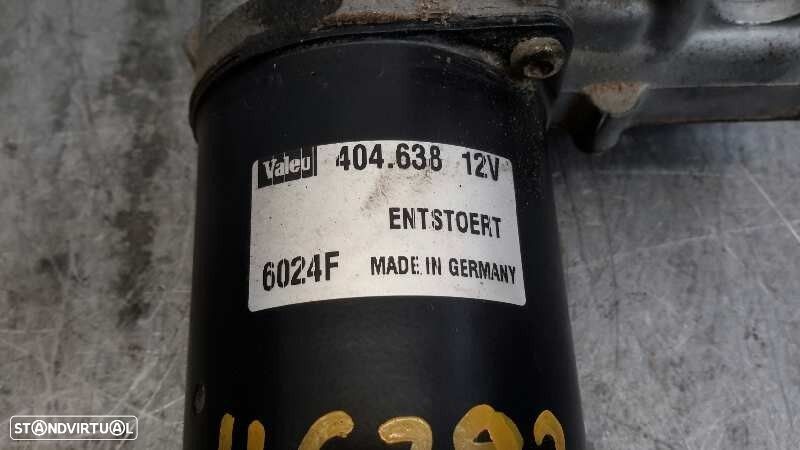 Valeo 404.638 12V
ENTSTOERT
6024F MADE IN GERMANY
STANDVIRTUAL